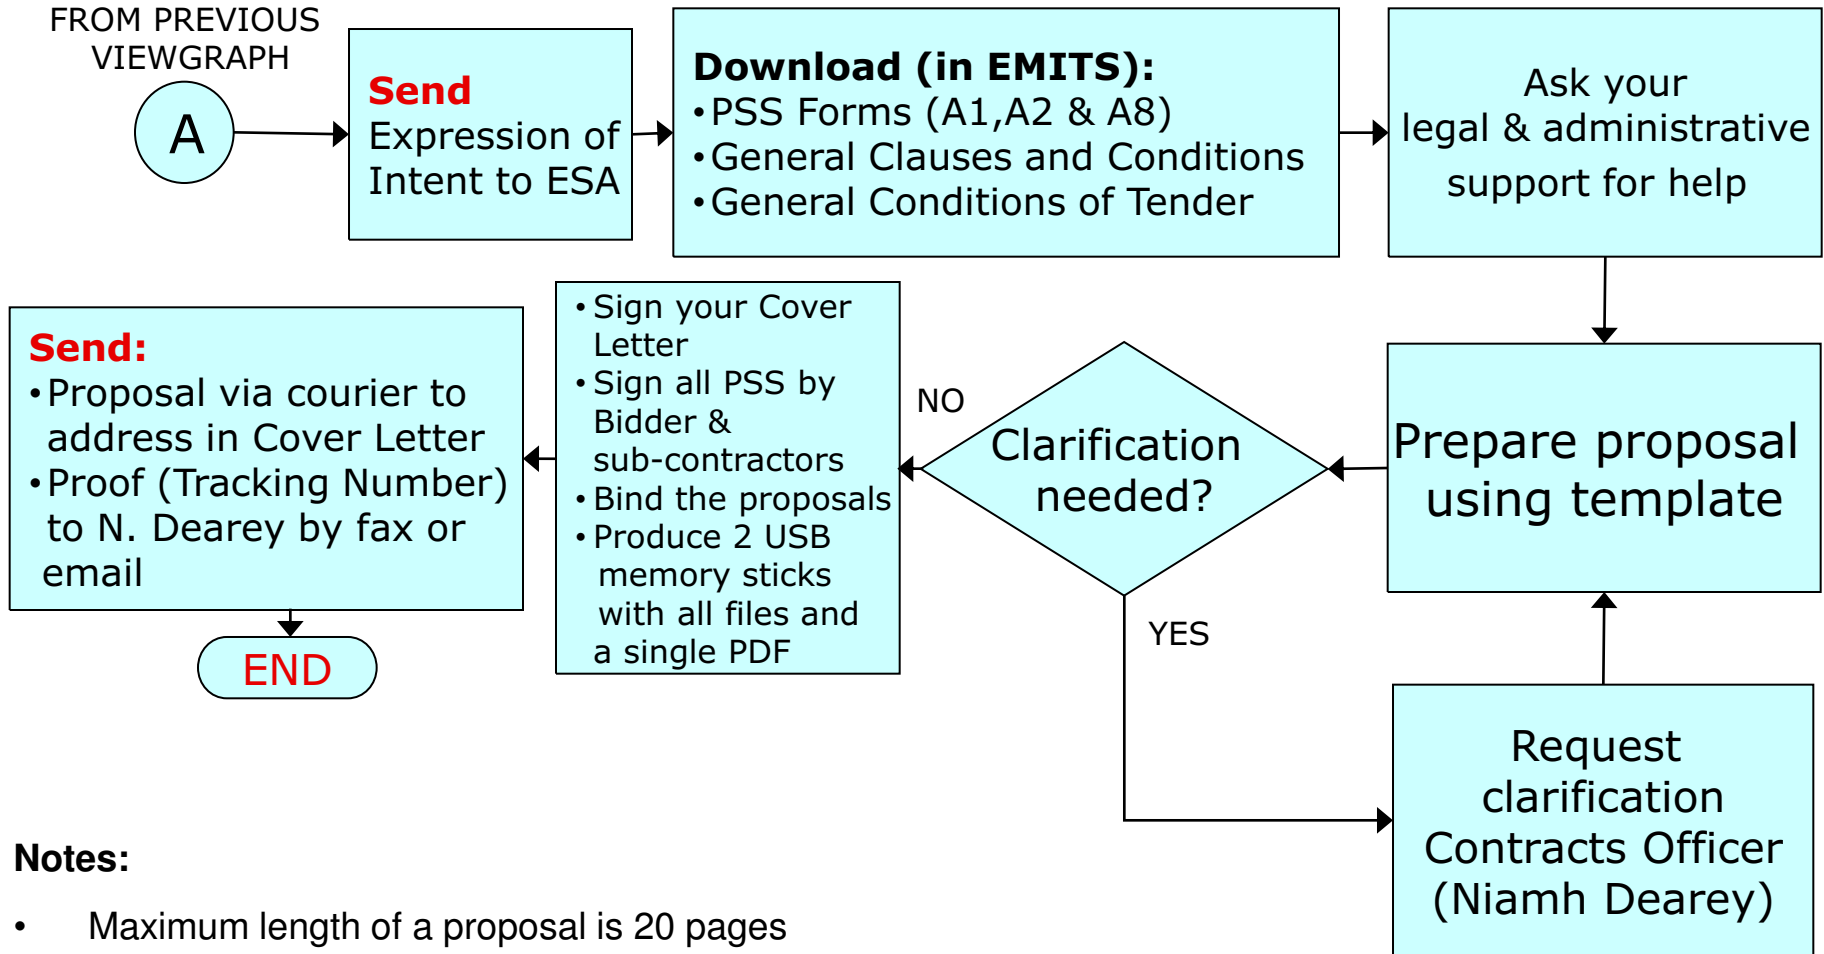 FROM PREVIOUS
VIEWGRAPH
A
Send
Expression of
Intent to ESA
Download (in EMITS):
•PSS Forms (A1,A2 & A8)
•General Clauses and Conditions
•General Conditions of Tender
Ask your
legal & administrative
support for help
Prepare proposal
using template
Clarification
needed?
NO
YES
Request
clarification
Contracts Officer
(Niamh Dearey)
• Sign your Cover
Letter
• Sign all PSS by
Bidder &
sub-contractors
• Bind the proposals
• Produce 2 USB
memory sticks
with all files and
a single PDF
Send:
•Proposal via courier to
address in Cover Letter
•Proof (Tracking Number)
to N. Dearey by fax or
email
END
Notes:
• Maximum length of a proposal is 20 pages